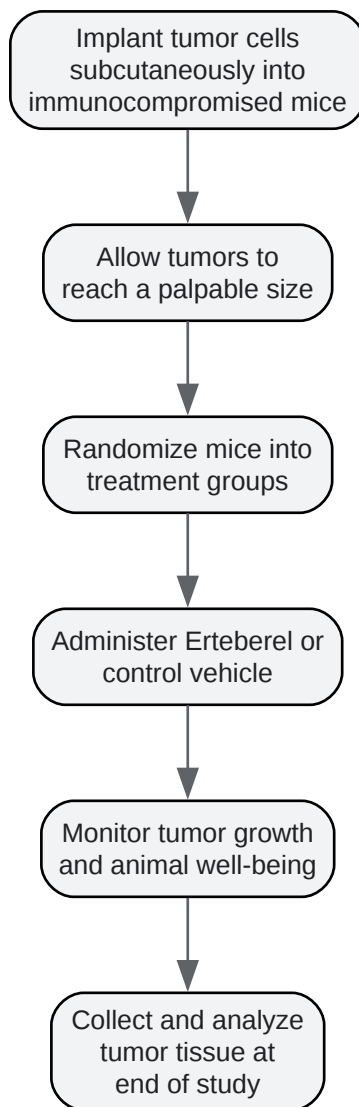 Implant tumor cells
subcutaneously into
immunocompromised mice
Allow tumors to
reach a palpable size
Randomize mice into
treatment groups
Administer Erteberel or
control vehicle
Monitor tumor growth
and animal well-being
Collect and analyze
tumor tissue at
end of study